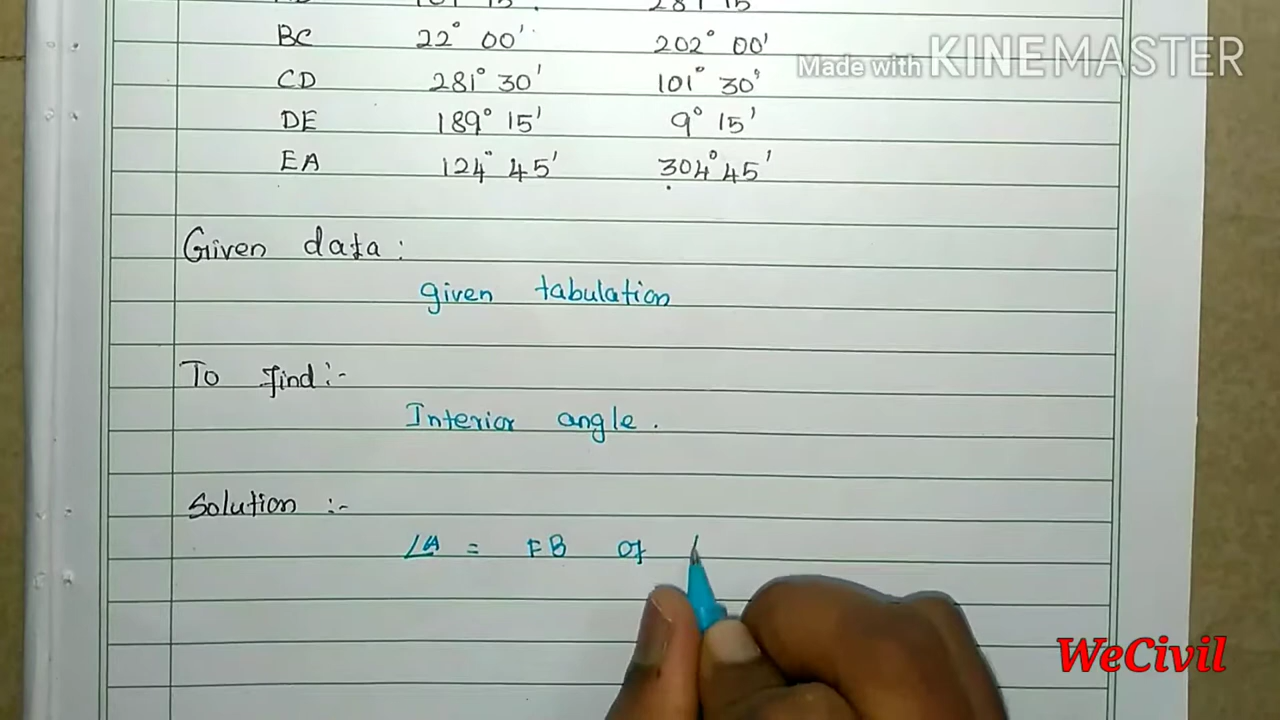 BC 22° 00' 202° 00'
Made with KINEMASTER
CD 281° 30' 101° 30'
DE 189° 15' 9° 15'
EA 124° 45' 304° 45'
Given data :
given tabulation
To find :-
Interior angle .
Solution :-
∠A = FB of
WeCivil